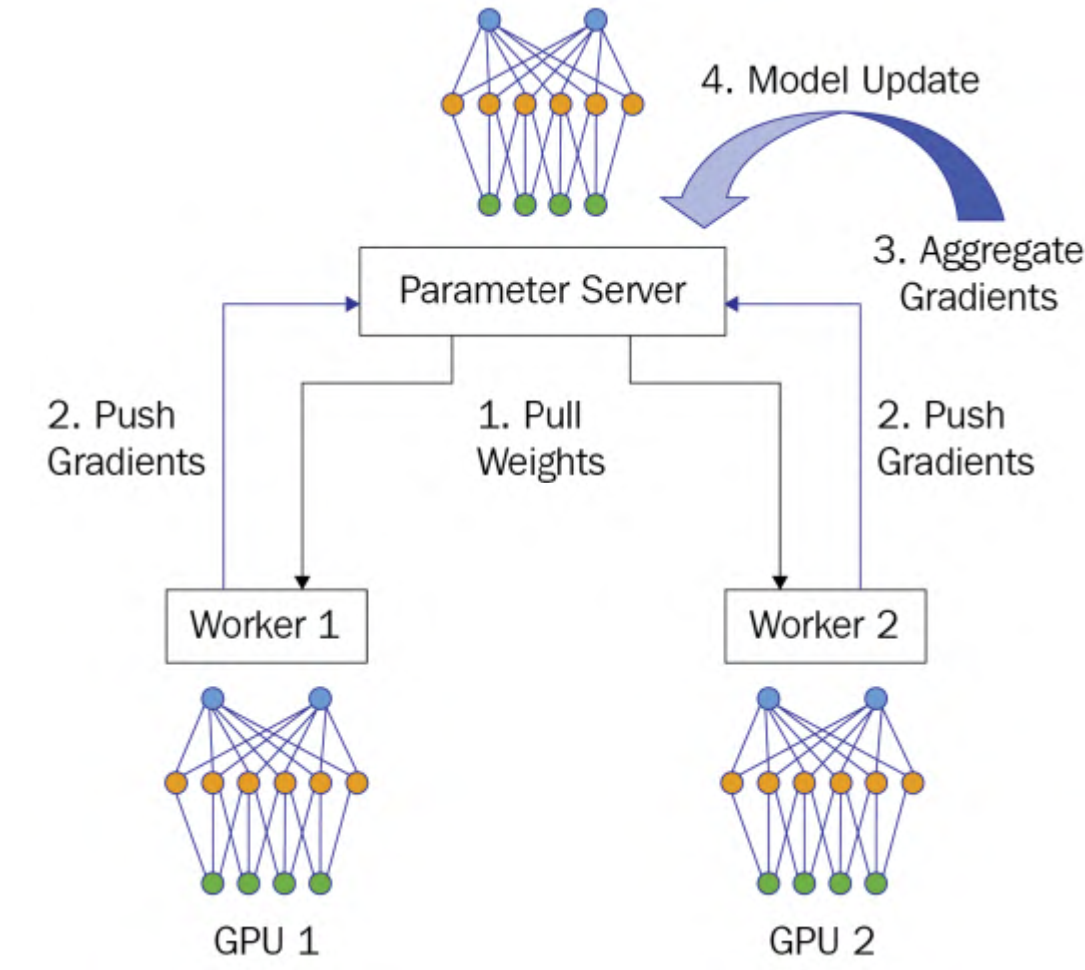 4. Model Update
3. Aggregate
Gradients
Parameter Server
2. Push
Gradients
1. Pull
Weights
2. Push
Gradients
Worker 1
Worker 2
GPU 1
GPU 2